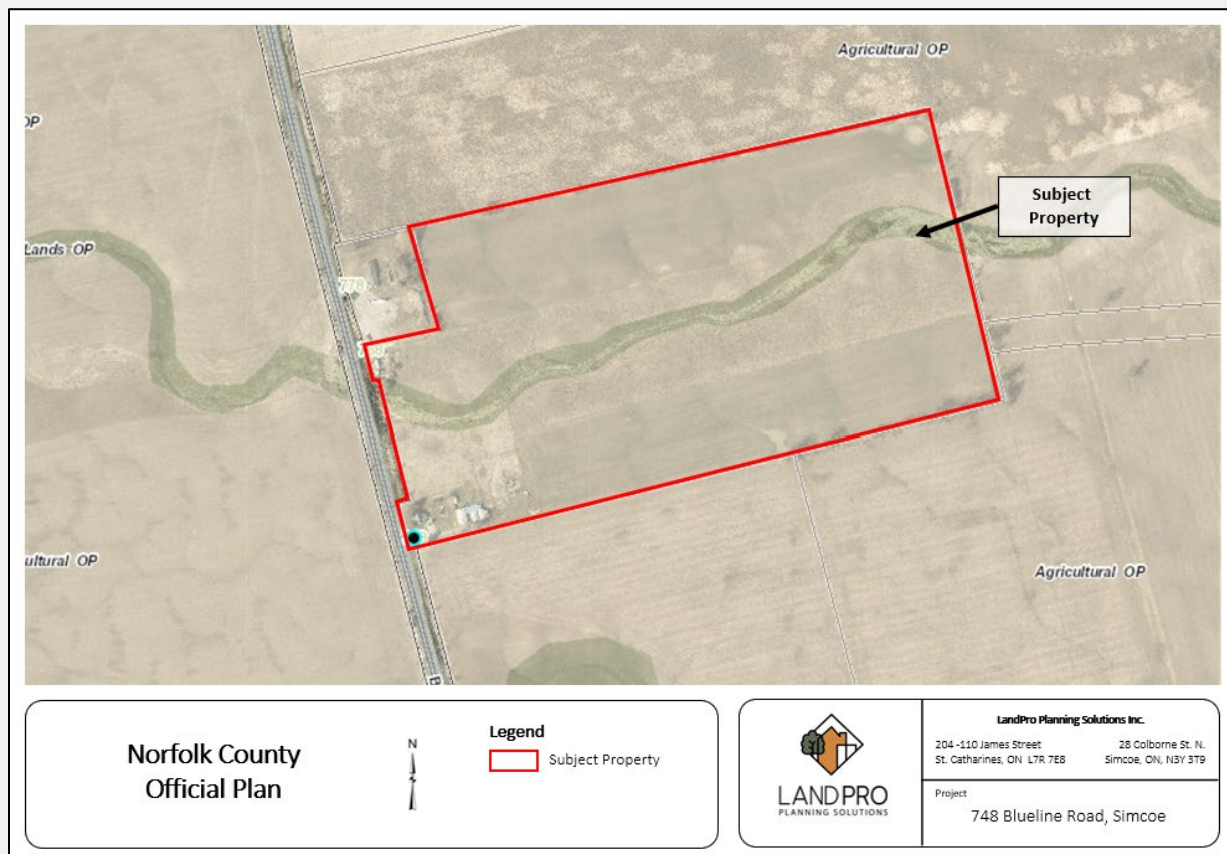 Agricultural OP
OP
Subject
Property
Lands OP
778
ultural OP
Agricultural OP
B
Norfolk County
Official Plan
N
Legend
Subject Property
LANDPRO
PLANNING SOLUTIONS
LandPro Planning Solutions Inc.
204 -110 James Street
St. Catharines, ON L7R 7E8
28 Colborne St. N.
Simcoe, ON, N3Y 3T9
Project
748 Blueline Road, Simcoe